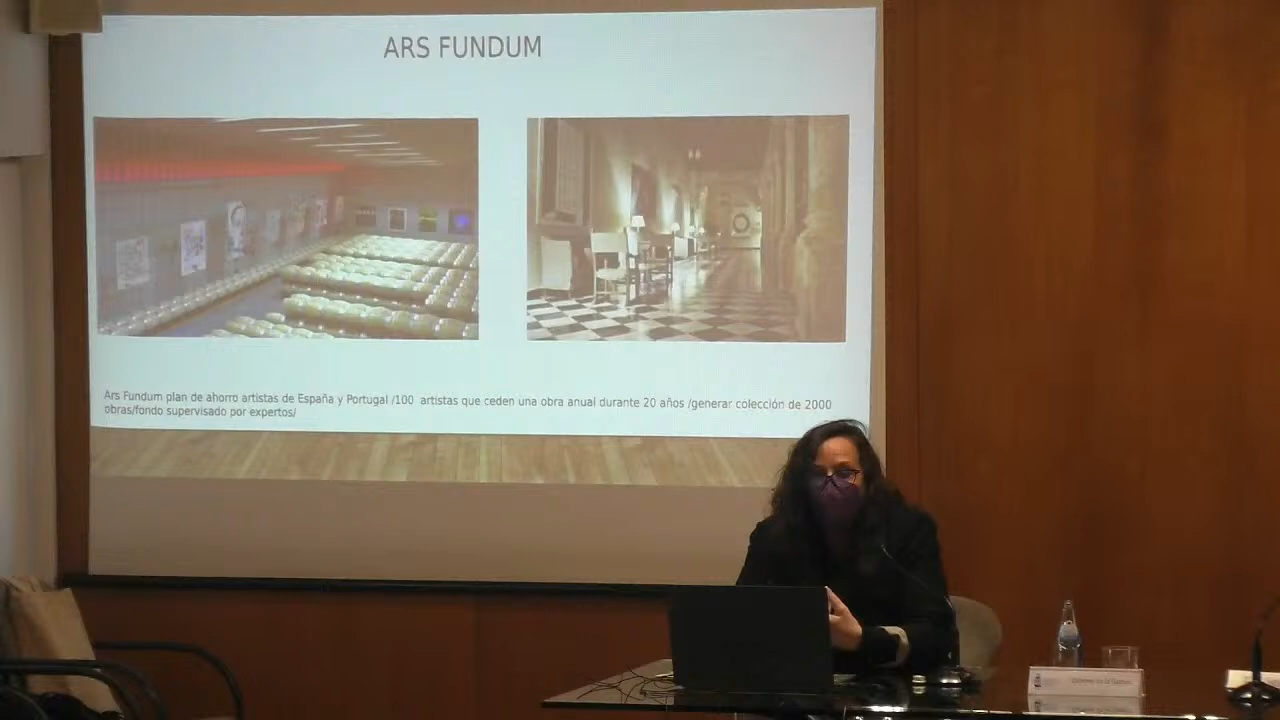 ARS FUNDUM
Ars Fundum plan de ahorro artistas de España y Portugal /100 artistas que ceden una obra anual durante 20 años /generar colección de 2000
obras/fondo supervisado por expertos/